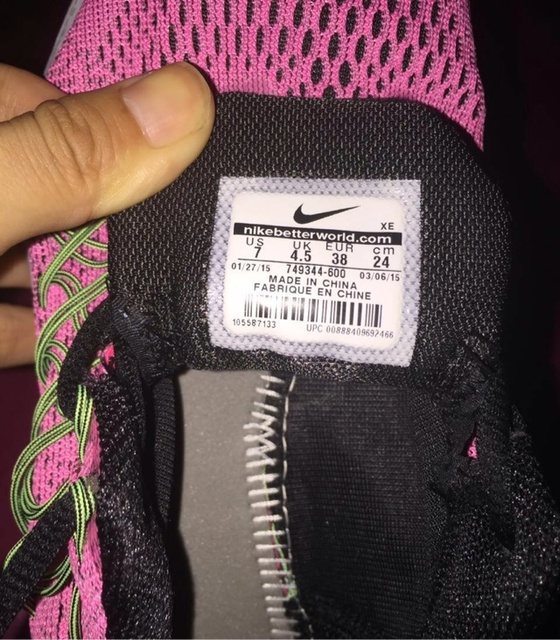 XE
nikebetterworld.com
US UK EUR cm
7 4.5 38 24
01/27/15 749344-600 03/06/15
MADE IN CHINA
FABRIQUE EN CHINE
105587133 UPC 00888409697466